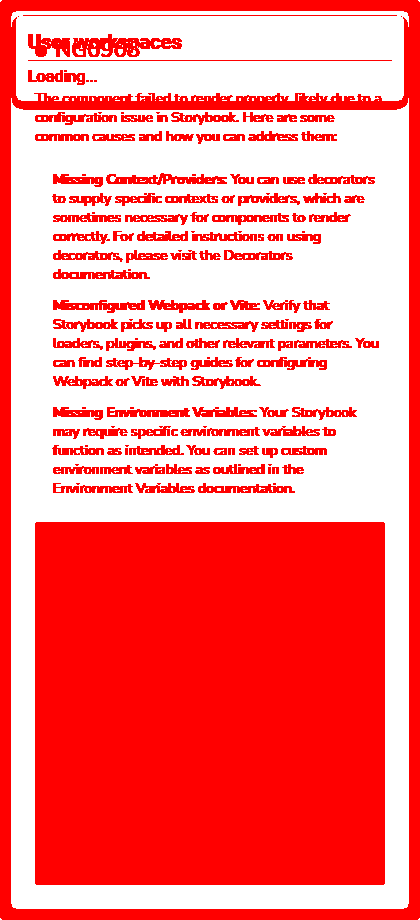 User workspaces
NG0908
Loading...
The component failed to render properly, likely due to a
configuration issue in Storybook. Here are some
common causes and how you can address them:
Missing Context/Providers: You can use decorators
to supply specific contexts or providers, which are
sometimes necessary for components to render
correctly. For detailed instructions on using
decorators, please visit the Decorators
documentation.
Misconfigured Webpack or Vite: Verify that
Storybook picks up all necessary settings for
loaders, plugins, and other relevant parameters. You
can find step-by-step guides for configuring
Webpack or Vite with Storybook.
Missing Environment Variables: Your Storybook
may require specific environment variables to
function as intended. You can set up custom
environment variables as outlined in the
Environment Variables documentation.